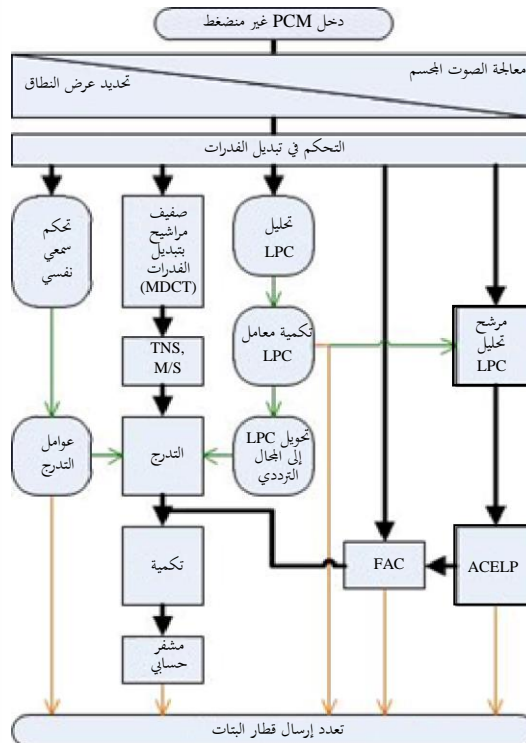 دخل PCM غير منضغط
معالجة الصوت المجسم
تحديد عرض النطاق
التحكم في تبديل القدرات
تحكم
سمعي
نفسي
صفيف
مراشيح
بتبديل
القدرات
(MDCT)
تحليل
LPC
TNS,
M/S
تكمية معامل
LPC
مرشح
تحليل
LPC
عوامل
التدرج
التدرج
تحويل LPC
إلى المجال
الترددي
تكمية
FAC
ACELP
مشفر
حسابي
تعدد إرسال قطار البتات